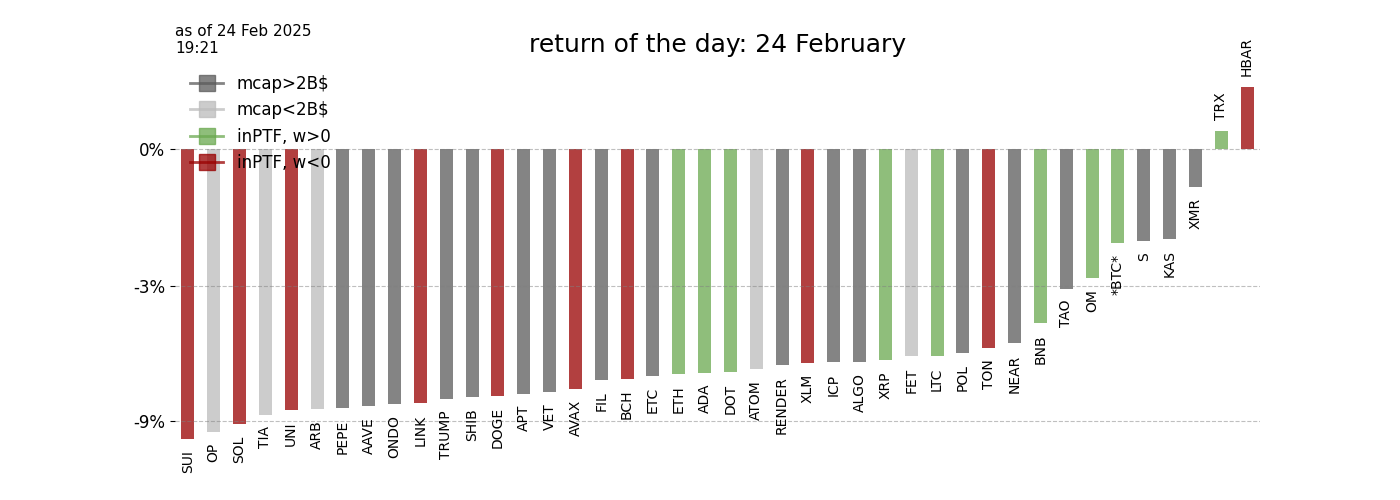 as of 24 Feb 2025
19:21
return of the day: 24 February
mcap>2B$
mcap<2B$
inPTF, w>0
inPTF, w<0
0%
-3%
-9%
SUI
OP
SOL
TIA
UNI
ARB
PEPE
AAVE
ONDO
LINK
TRUMP
SHIB
DOGE
APT
VET
AVAX
FIL
BCH
ETC
ETH
ADA
DOT
ATOM
RENDER
XLM
ICP
ALGO
XRP
FET
LTC
POL
TON
NEAR
BNB
TAO
OM
*BTC*
S
KAS
XMR
TRX
HBAR